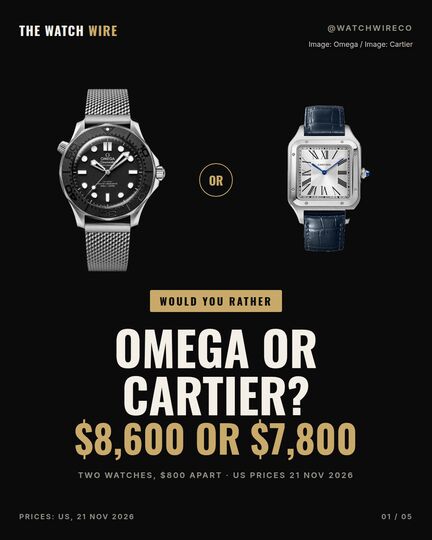 THE WATCH WIRE
@WATCHWIRECO
Image: Omega / Image: Cartier
OMEGA
OR
WOULD YOU RATHER
OMEGA OR
CARTIER?
$8,600 OR $7,800
TWO WATCHES, $800 APART · US PRICES 21 NOV 2026
PRICES: US, 21 NOV 2026
01 / 05